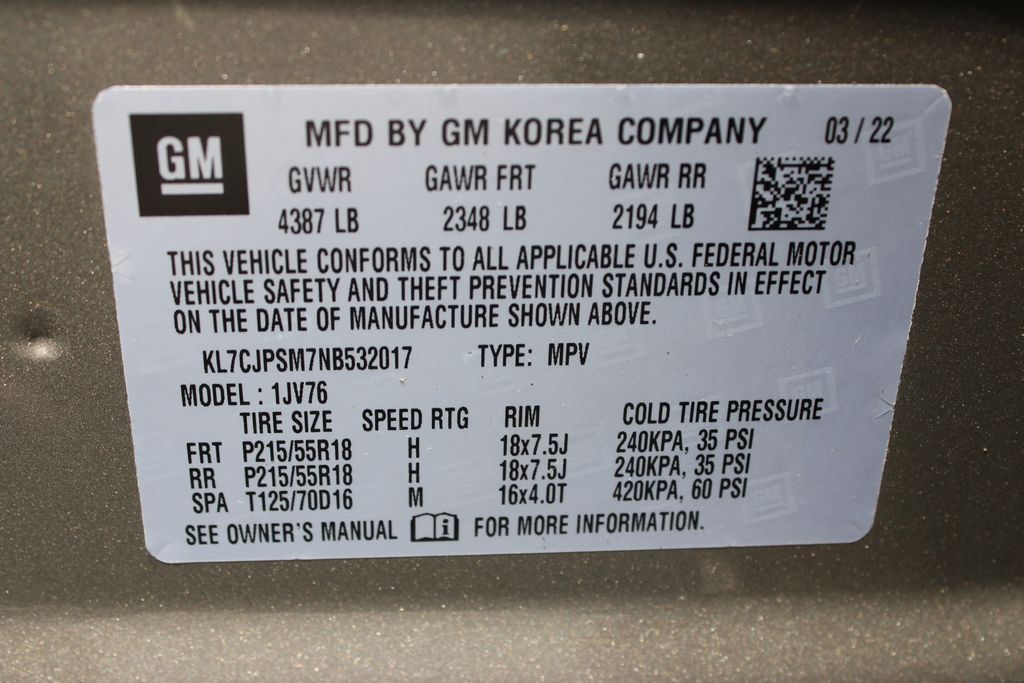 GM MFD BY GM KOREA COMPANY 03 / 22
GVWR GAWR FRT GAWR RR
4387 LB 2348 LB 2194 LB
THIS VEHICLE CONFORMS TO ALL APPLICABLE U.S. FEDERAL MOTOR
VEHICLE SAFETY AND THEFT PREVENTION STANDARDS IN EFFECT
ON THE DATE OF MANUFACTURE SHOWN ABOVE.
KL7CJPSM7NB532017 TYPE: MPV
MODEL : 1JV76
TIRE SIZE SPEED RTG RIM COLD TIRE PRESSURE
FRT P215/55R18 H 18x7.5J 240KPA, 35 PSI
RR P215/55R18 H 18x7.5J 240KPA, 35 PSI
SPA T125/70D16 M 16x4.0T 420KPA, 60 PSI
SEE OWNER'S MANUAL i FOR MORE INFORMATION.